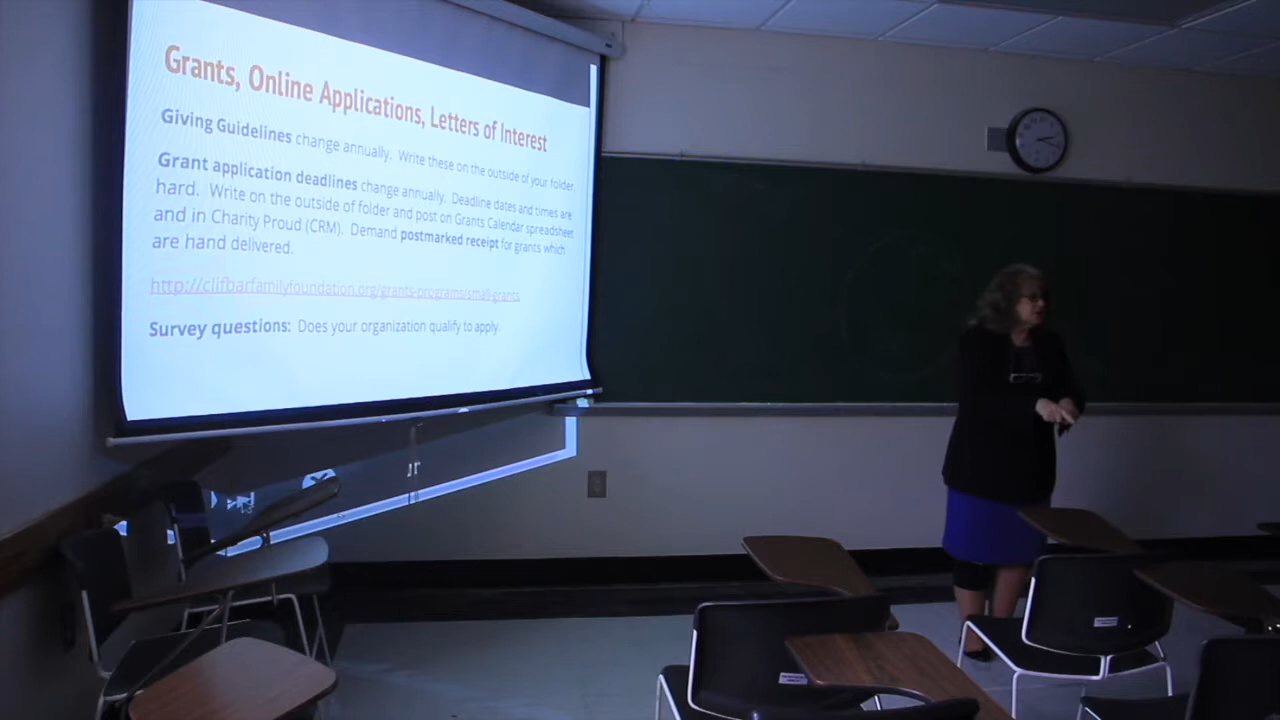 Grants, Online Applications, Letters of Interest
Giving Guidelines change annually. Write these on the outside of your folder.
Grant application deadlines change annually. Deadline dates and times are
hard. Write on the outside of folder and post on Grants Calendar spreadsheet
and in Charity Proud (CRM). Demand postmarked receipt for grants which
are hand delivered.
http://clifbarfamilyfoundation.org/grants-programs/small-grants
Survey questions: Does your organization qualify to apply.